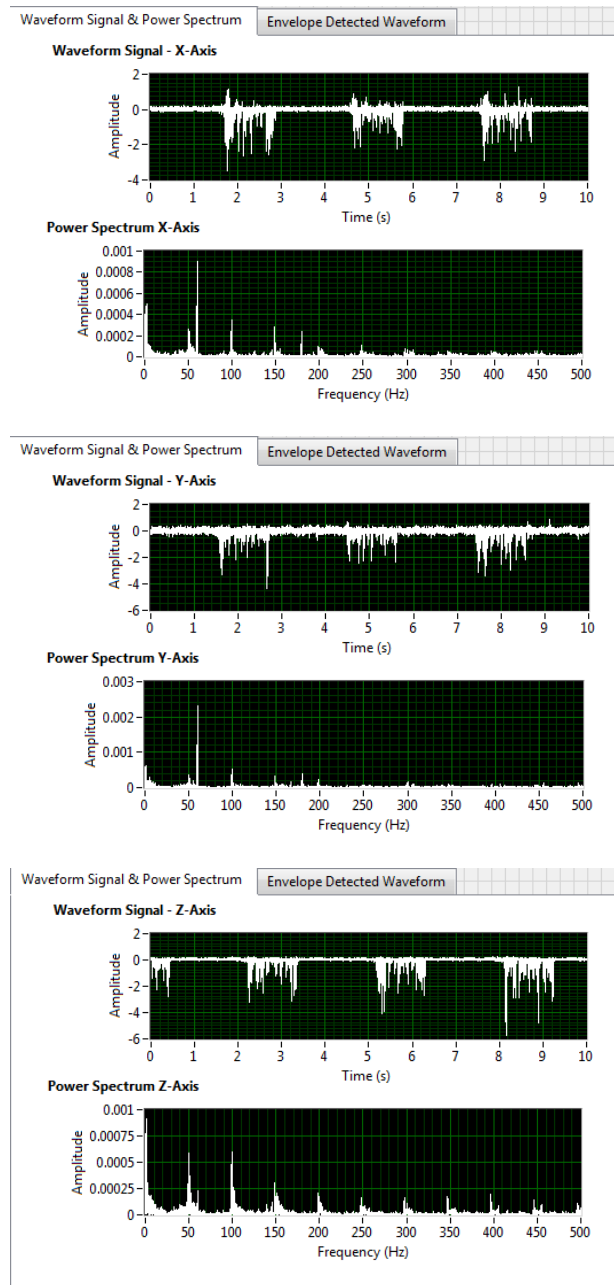 Waveform Signal & Power Spectrum Envelope Detected Waveform
Waveform Signal - X-Axis
2
0
-2
-4
Amplitude
0 1 2 3 4 5 6 7 8 9 10
Time (s)
Power Spectrum X-Axis
0.001
0.0008
0.0006
0.0004
0.0002
0
Amplitude
0 50 100 150 200 250 300 350 400 450 500
Frequency (Hz)
Waveform Signal & Power Spectrum Envelope Detected Waveform
Waveform Signal - Y-Axis
2
0
-2
-4
-6
Amplitude
0 1 2 3 4 5 6 7 8 9 10
Time (s)
Power Spectrum Y-Axis
0.003
0.002
0.001
0
Amplitude
0 50 100 150 200 250 300 350 400 450 500
Frequency (Hz)
Waveform Signal & Power Spectrum Envelope Detected Waveform
Waveform Signal - Z-Axis
2
0
-2
-4
-6
Amplitude
0 1 2 3 4 5 6 7 8 9 10
Time (s)
Power Spectrum Z-Axis
0.001
0.00075
0.0005
0.00025
0
Amplitude
0 50 100 150 200 250 300 350 400 450 500
Frequency (Hz)